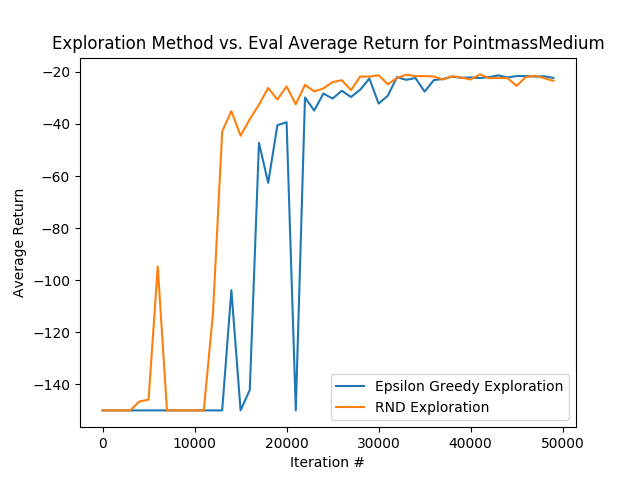 Exploration Method vs. Eval Average Return for PointmassMedium
Average Return
−20
−40
−60
−80
−100
−120
−140
0
10000
20000
30000
40000
50000
Iteration #
Epsilon Greedy Exploration
RND Exploration